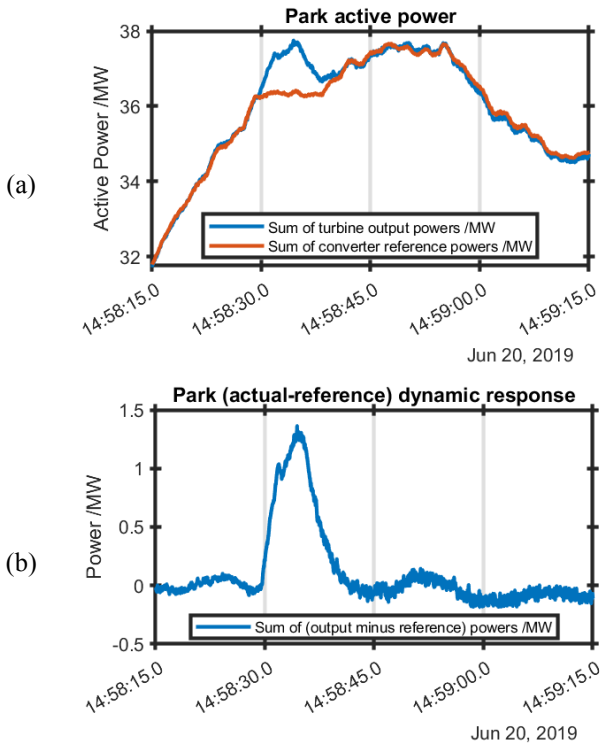 Park active power
38
36
34
32
Active Power /MW
(a)
Sum of turbine output powers /MW
Sum of converter reference powers /MW
14:58:15.0
14:58:30.0
14:58:45.0
14:59:00.0
14:59:15.0
Jun 20, 2019
Park (actual-reference) dynamic response
1.5
1
0.5
0
-0.5
Power /MW
(b)
Sum of (output minus reference) powers /MW
14:58:15.0
14:58:30.0
14:58:45.0
14:59:00.0
14:59:15.0
Jun 20, 2019